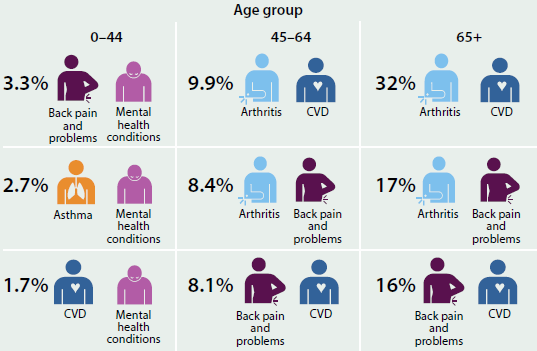 Age group
0–44
45–64
65+
3.3%
Back pain
and
problems
Mental
health
conditions
9.9%
Arthritis
CVD
32%
Arthritis
CVD
2.7%
Asthma
Mental
health
conditions
8.4%
Arthritis
Back pain
and
problems
17%
Arthritis
Back pain
and
problems
1.7%
CVD
Mental
health
conditions
8.1%
Back pain
and
problems
CVD
16%
Back pain
and
problems
CVD